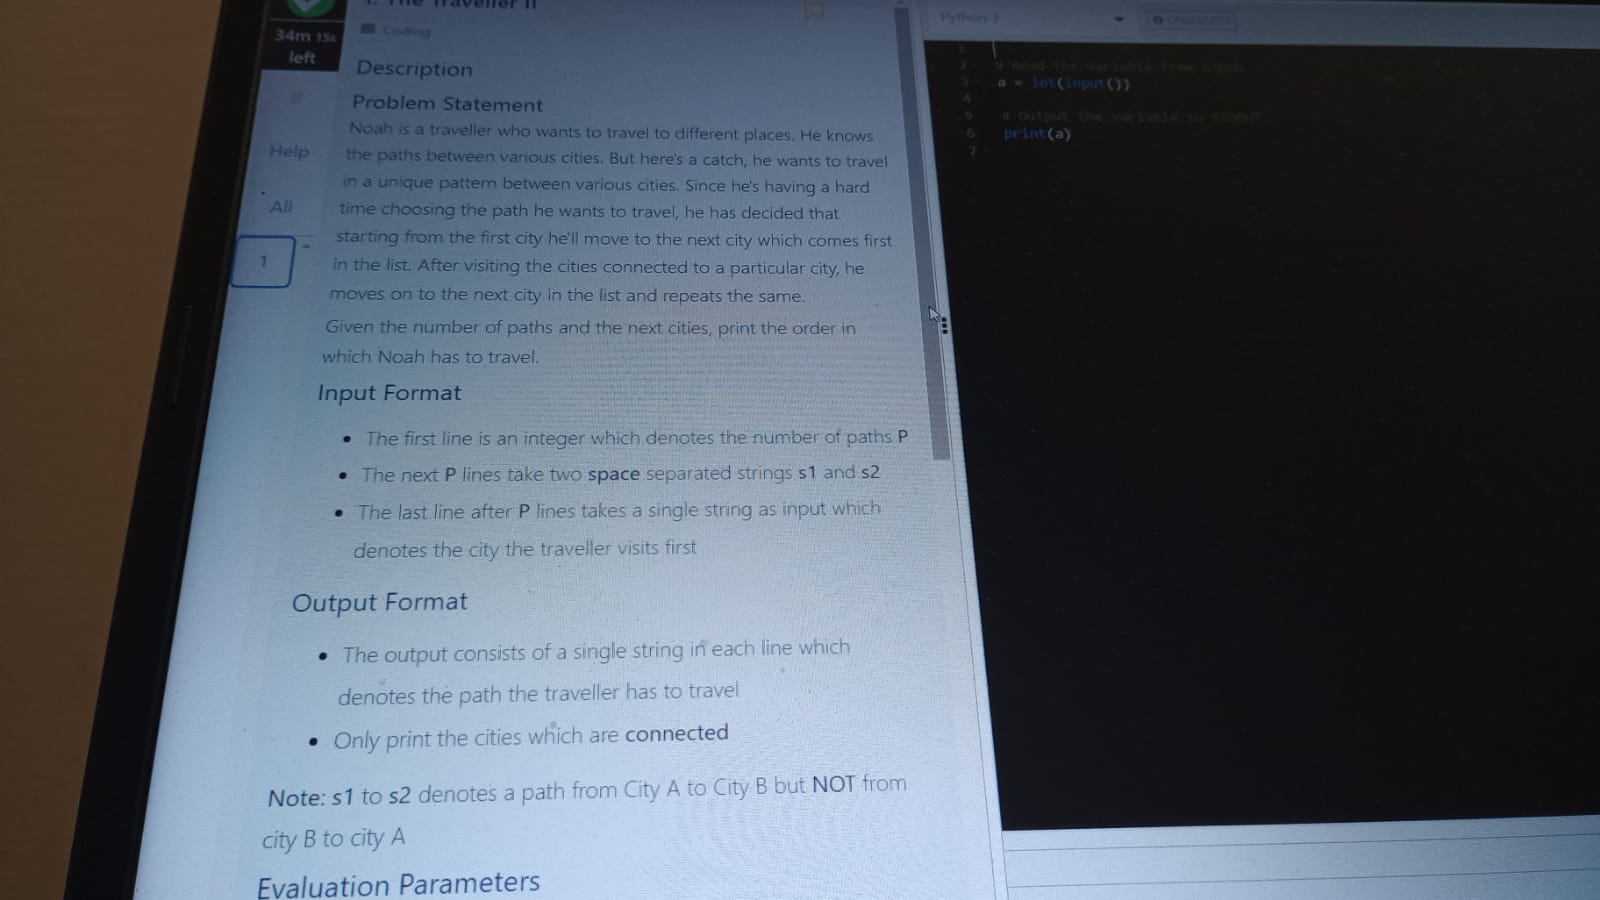 1. The Traveller II
34m 15s
left
Coding
Description
Problem Statement
Noah is a traveller who wants to travel to different places. He knows
the paths between various cities. But here's a catch, he wants to travel
in a unique pattern between various cities. Since he's having a hard
time choosing the path he wants to travel, he has decided that
starting from the first city he'll move to the next city which comes first
in the list. After visiting the cities connected to a particular city, he
moves on to the next city in the list and repeats the same.
Given the number of paths and the next cities, print the order in
which Noah has to travel.
Help
All
1
Input Format
• The first line is an integer which denotes the number of paths P
• The next P lines take two space separated strings s1 and s2
• The last line after P lines takes a single string as input which
denotes the city the traveller visits first
Output Format
• The output consists of a single string in each line which
denotes the path the traveller has to travel
• Only print the cities which are connected
Note: s1 to s2 denotes a path from City A to City B but NOT from
city B to city A
Evaluation Parameters
Python 3
UNSOLVED
1
2 # Read the variable from STDIN
3 a = int(input())
4
5 # Output the variable to STDOUT
6 print(a)
7